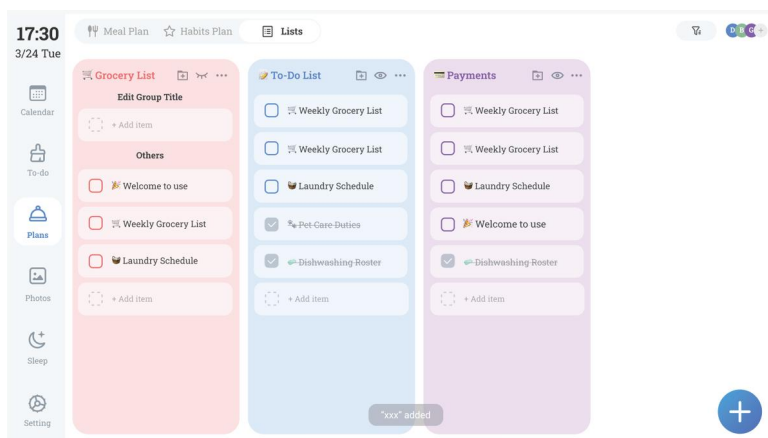 17:30
3/24 Tue
Meal Plan
Habits Plan
Lists
D B G +
Calendar
To-do
Plans
Photos
Sleep
Setting
Grocery List
Edit Group Title
+ Add item
Others
Welcome to use
Weekly Grocery List
Laundry Schedule
+ Add item
To-Do List
Weekly Grocery List
Weekly Grocery List
Laundry Schedule
Pet Care Duties
Dishwashing Roster
+ Add item
Payments
Weekly Grocery List
Weekly Grocery List
Laundry Schedule
Welcome to use
Dishwashing Roster
+ Add item
"xxx" added